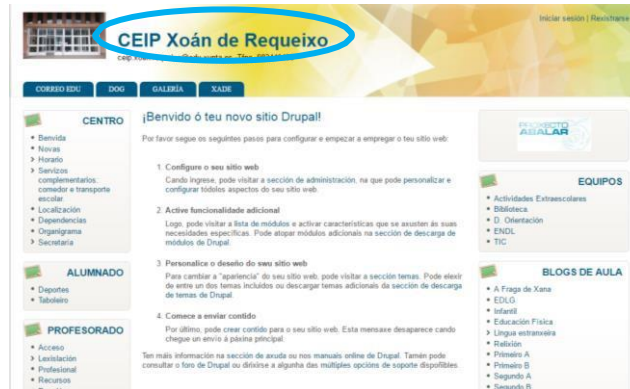 Iniciar sesión | Rexistrarse
CEIP Xoán de Requeixo
CORREO EDU
DOG
GALERÍA
XADE
CENTRO
Benvida
Novas
Horario
Servizos
complementarios:
comedor e transporte
escolar
Localización
Dependencias
Organigrama
Secretaría
ALUMNADO
Deportes
Taboleiro
PROFESORADO
Acceso
Lexislación
Profesional
Recursos
¡Benvido ó teu novo sitio Drupal!
Por favor segue os seguintes pasos para configurar e empezar a empregar o teu sitio web:
1. Configure o seu sitio web
Cando ingrese, pode visitar a sección de administración, na que pode personalizar e
configurar tódolos aspectos do seu sitio web.
2. Active funcionalidade adicional
Logo, pode visitar a lista de módulos e activar características que se axusten ás suas
necesidades específicas. Pode atopar módulos adicionais na sección de descarga de
módulos de Drupal.
3. Personalice o deseño do swu sitio web
Para cambiar a "apariencia" do seu sitio web, pode visitar a sección temas. Pode elexir
de entre un dos temas incluidos ou descargar temas adicionais da sección de descarga
de temas de Drupal.
4. Comece a enviar contido
Por último, pode crear contido para o seu sitio web. Esta mensaxe desaparece cando
chegue un envío á páxina principal.
Ten máis información na sección de axuda ou nos manuais online de Drupal. Tamén pode
consultar o foro de Drupal ou dirixirse a algunha das múltiples opcións de soporte dispoñibles.
PROXECTO
ABALAR
EQUIPOS
Actividades Extraescolares
Biblioteca
D. Orientación
ENDL
TIC
BLOGS DE AULA
A Fraga de Xana
EDLG
Infantil
Educación Física
Lingua estranxeira
Relixión
Primeiro A
Primeiro B
Segundo A
Segundo B